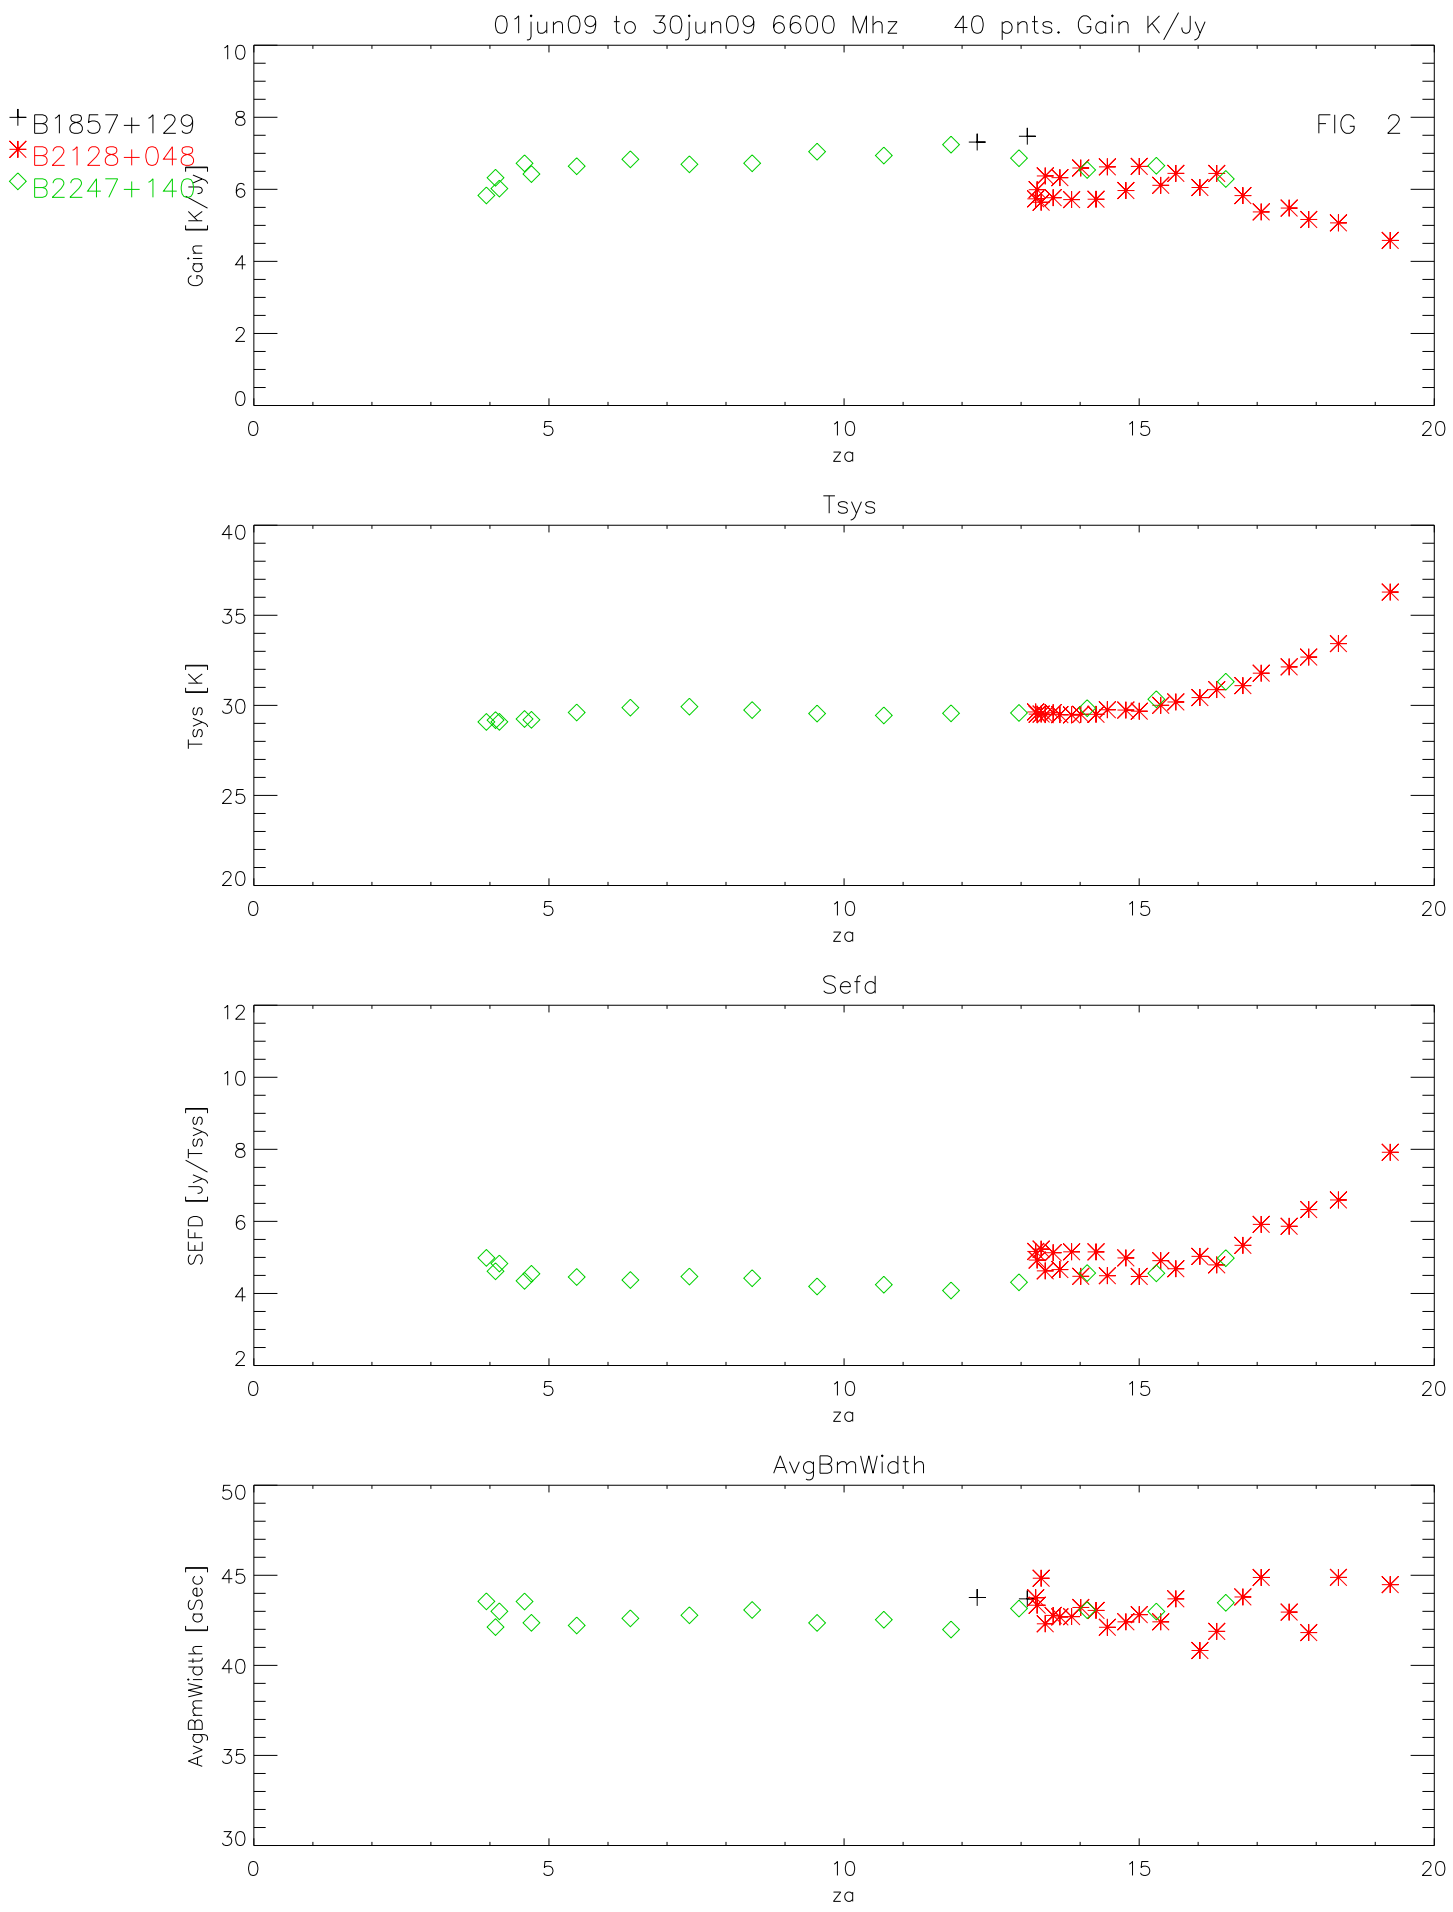 01jun09 to 30jun09 6600 Mhz 40 pnts. Gain K/Jy
B1857+129
B2128+048
B2247+140
FIG 2
Gain [K/Jy]
10
8
6
4
2
0
0 5 10 15 20
za
Tsys
Tsys [K]
40
35
30
25
20
0 5 10 15 20
za
Sefd
SEFD [Jy/Tsys]
12
10
8
6
4
2
0 5 10 15 20
za
AvgBmWidth
AvgBmWidth [aSec]
50
45
40
35
30
0 5 10 15 20
za